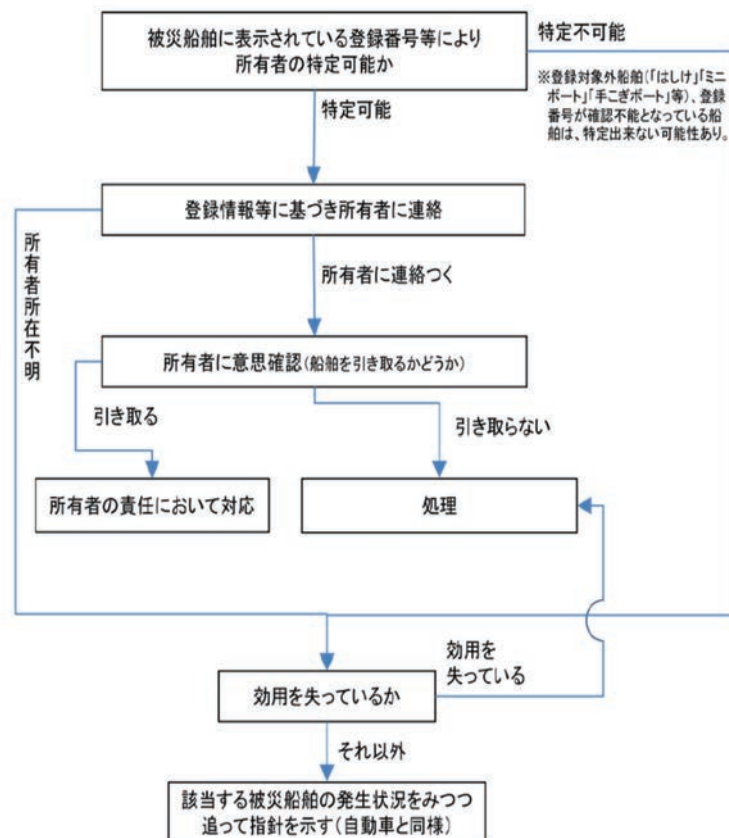 被災船舶に表示されている登録番号等により
所有者の特定可能か
特定不可能
※登録対象外船舶(「はしけ」「ミニ
ボート」「手こぎボート」等)、登録
番号が確認不能となっている船
舶は、特定出来ない可能性あり。
特定可能
登録情報等に基づき所有者に連絡
所有者所在不明
所有者に連絡つく
所有者に意思確認(船舶を引き取るかどうか)
引き取る
引き取らない
所有者の責任において対応
処理
効用を失っているか
効用を
失っている
それ以外
該当する被災船舶の発生状況をみつつ
追って指針を示す(自動車と同様)